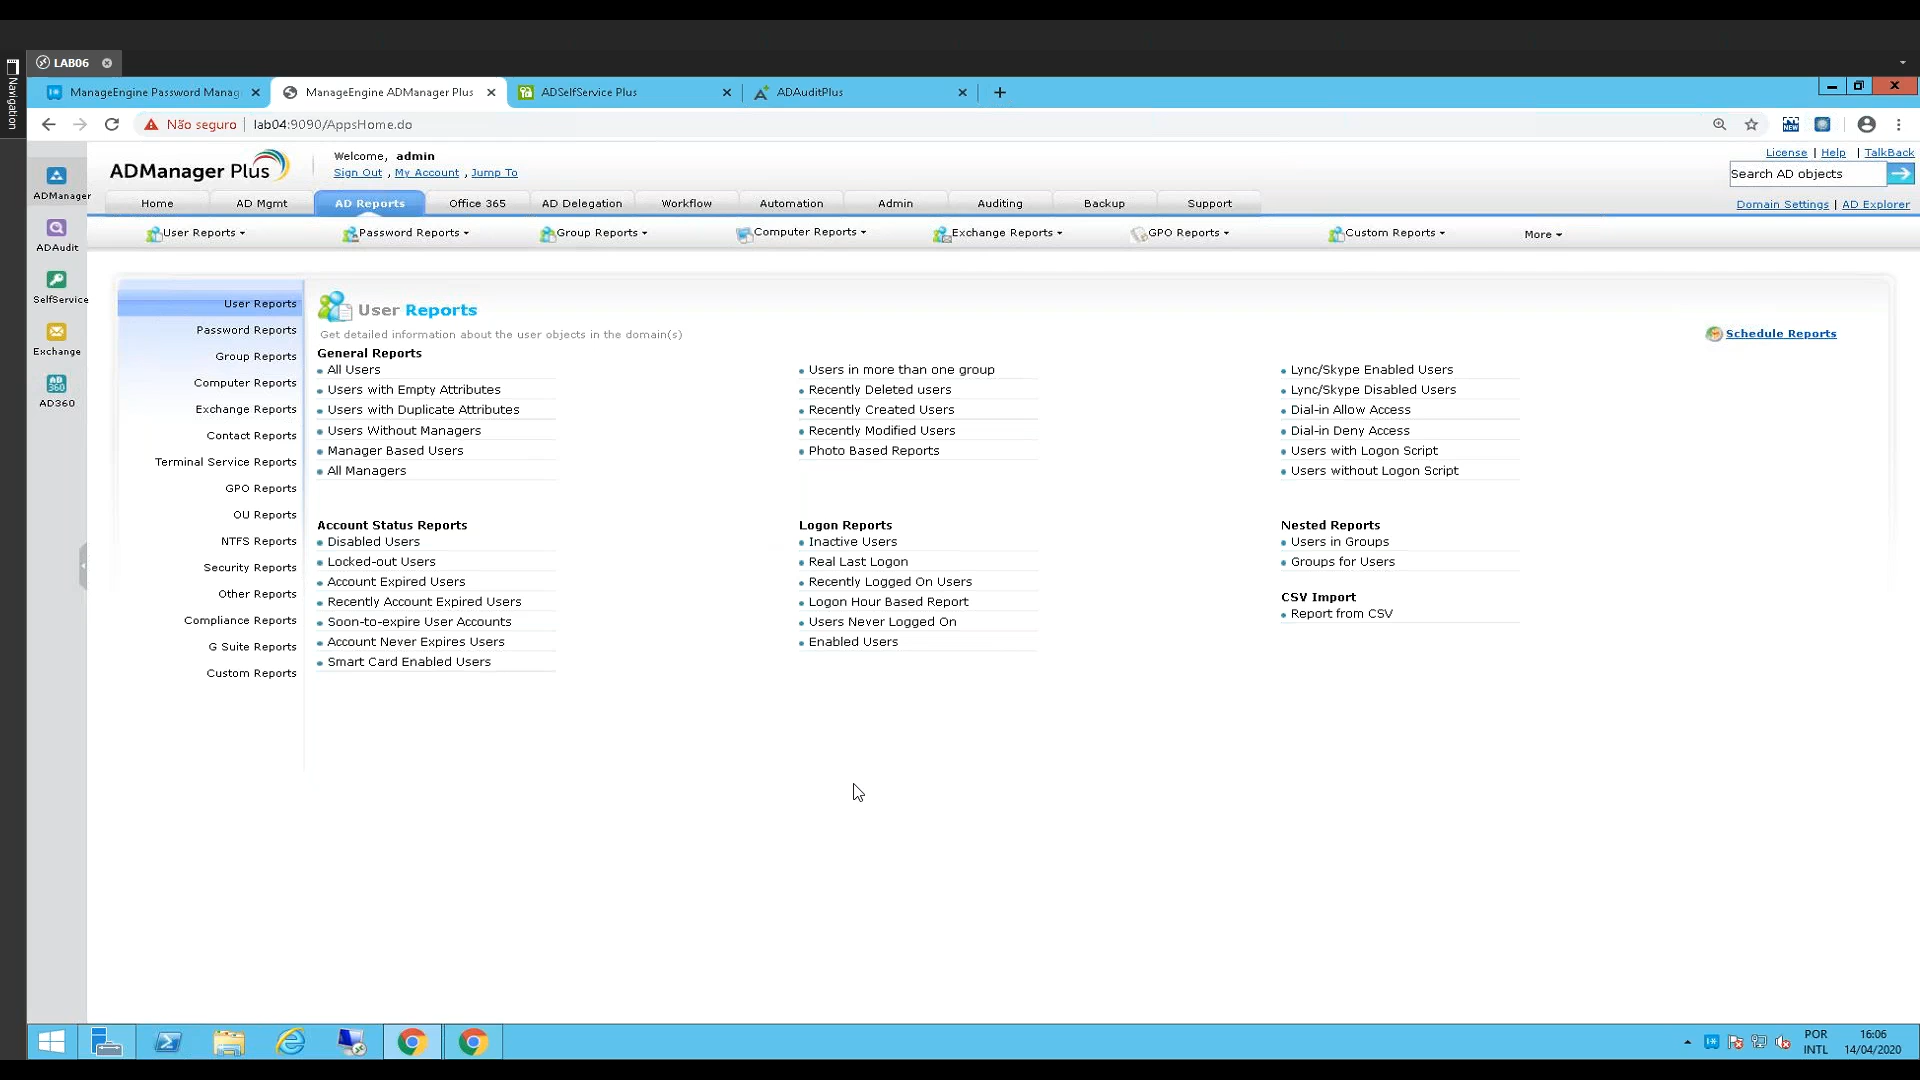 LAB06
Navigation
ManageEngine Password Manag
ManageEngine ADManager Plus
ADSelfService Plus
ADAuditPlus
Não seguro
lab04:9090/AppsHome.do
NEW
ADManager Plus
Welcome, admin
Sign Out , My Account , Jump To
License | Help | TalkBack
Search AD objects
Domain Settings | AD Explorer
Home
AD Mgmt
AD Reports
Office 365
AD Delegation
Workflow
Automation
Admin
Auditing
Backup
Support
User Reports
Password Reports
Group Reports
Computer Reports
Exchange Reports
GPO Reports
Custom Reports
More
ADManager
ADAudit
SelfService
Exchange
AD
360
AD360
User Reports
Password Reports
Group Reports
Computer Reports
Exchange Reports
Contact Reports
Terminal Service Reports
GPO Reports
OU Reports
NTFS Reports
Security Reports
Other Reports
Compliance Reports
G Suite Reports
Custom Reports
User Reports
Get detailed information about the user objects in the domain(s)
Schedule Reports
General Reports
All Users
Users with Empty Attributes
Users with Duplicate Attributes
Users Without Managers
Manager Based Users
All Managers
Users in more than one group
Recently Deleted users
Recently Created Users
Recently Modified Users
Photo Based Reports
Lync/Skype Enabled Users
Lync/Skype Disabled Users
Dial-in Allow Access
Dial-in Deny Access
Users with Logon Script
Users without Logon Script
Account Status Reports
Disabled Users
Locked-out Users
Account Expired Users
Recently Account Expired Users
Soon-to-expire User Accounts
Account Never Expires Users
Smart Card Enabled Users
Logon Reports
Inactive Users
Real Last Logon
Recently Logged On Users
Logon Hour Based Report
Users Never Logged On
Enabled Users
Nested Reports
Users in Groups
Groups for Users
CSV Import
Report from CSV
POR
INTL
16:06
14/04/2020